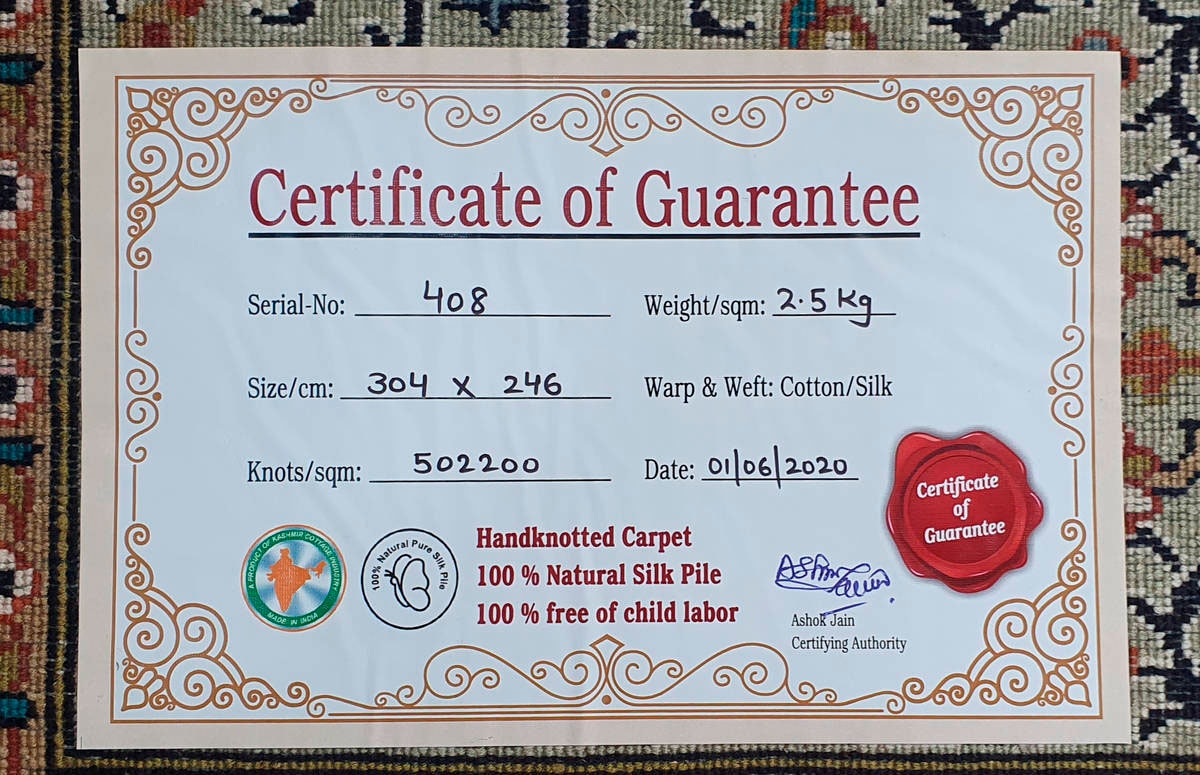 Certificate of Guarantee
Serial-No: 408
Weight/sqm: 2.5 Kg
Size/cm: 304 x 246
Warp & Weft: Cotton/Silk
Knots/sqm: 502200
Date: 01/06/2020
Certificate
of
Guarantee
A PRODUCT OF KASHMIR COTTAGE INDUSTRY
MADE IN INDIA
100% Natural Pure Silk Pile
Handknotted Carpet
100 % Natural Silk Pile
100 % free of child labor
Ashok Jain
Certifying Authority